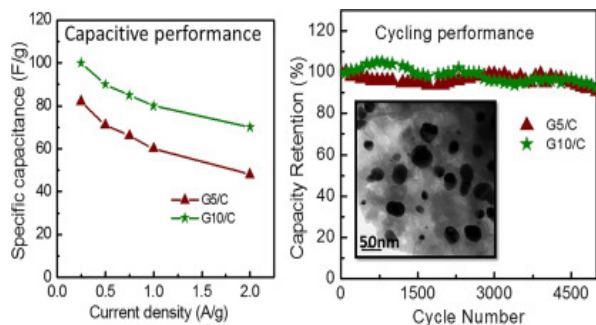 Capacitive performance
Specific capacitance (F/g)
120
100
80
60
40
20
0
G5/C
G10/C
0.0 0.5 1.0 1.5 2.0
Current density (A/g)
Cycling performance
Capacity Retention (%)
120
100
80
60
40
20
0
G5/C
G10/C
50nm
0 1500 3000 4500
Cycle Number